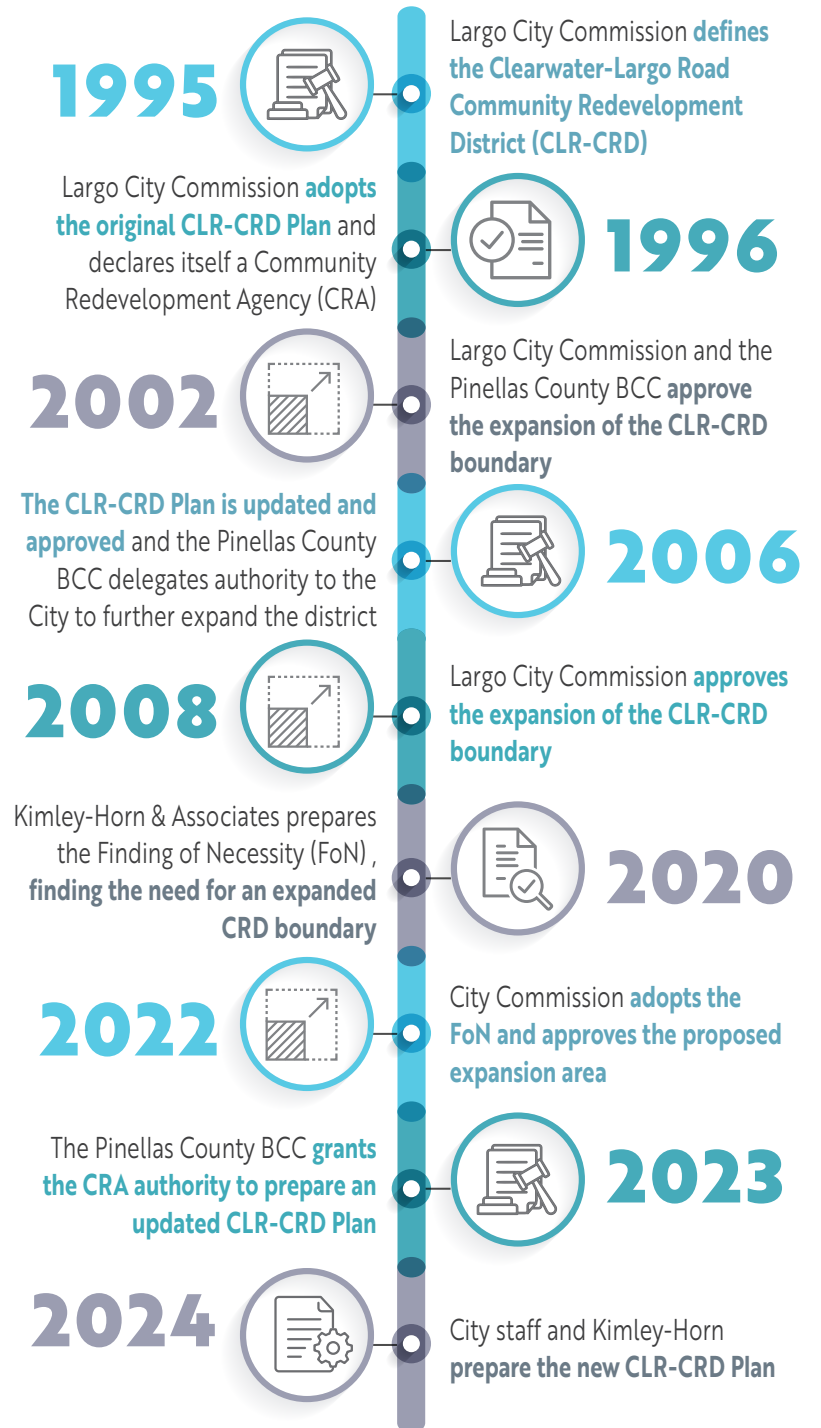 1995
Largo City Commission defines
the Clearwater-Largo Road
Community Redevelopment
District (CLR-CRD)
Largo City Commission adopts
the original CLR-CRD Plan and
declares itself a Community
Redevelopment Agency (CRA)
1996
2002
Largo City Commission and the
Pinellas County BCC approve
the expansion of the CLR-CRD
boundary
The CLR-CRD Plan is updated and
approved and the Pinellas County
BCC delegates authority to the
City to further expand the district
2006
2008
Largo City Commission approves
the expansion of the CLR-CRD
boundary
Kimley-Horn & Associates prepares
the Finding of Necessity (FoN) ,
finding the need for an expanded
CRD boundary
2020
2022
City Commission adopts the
FoN and approves the proposed
expansion area
The Pinellas County BCC grants
the CRA authority to prepare an
updated CLR-CRD Plan
2023
2024
City staff and Kimley-Horn
prepare the new CLR-CRD Plan